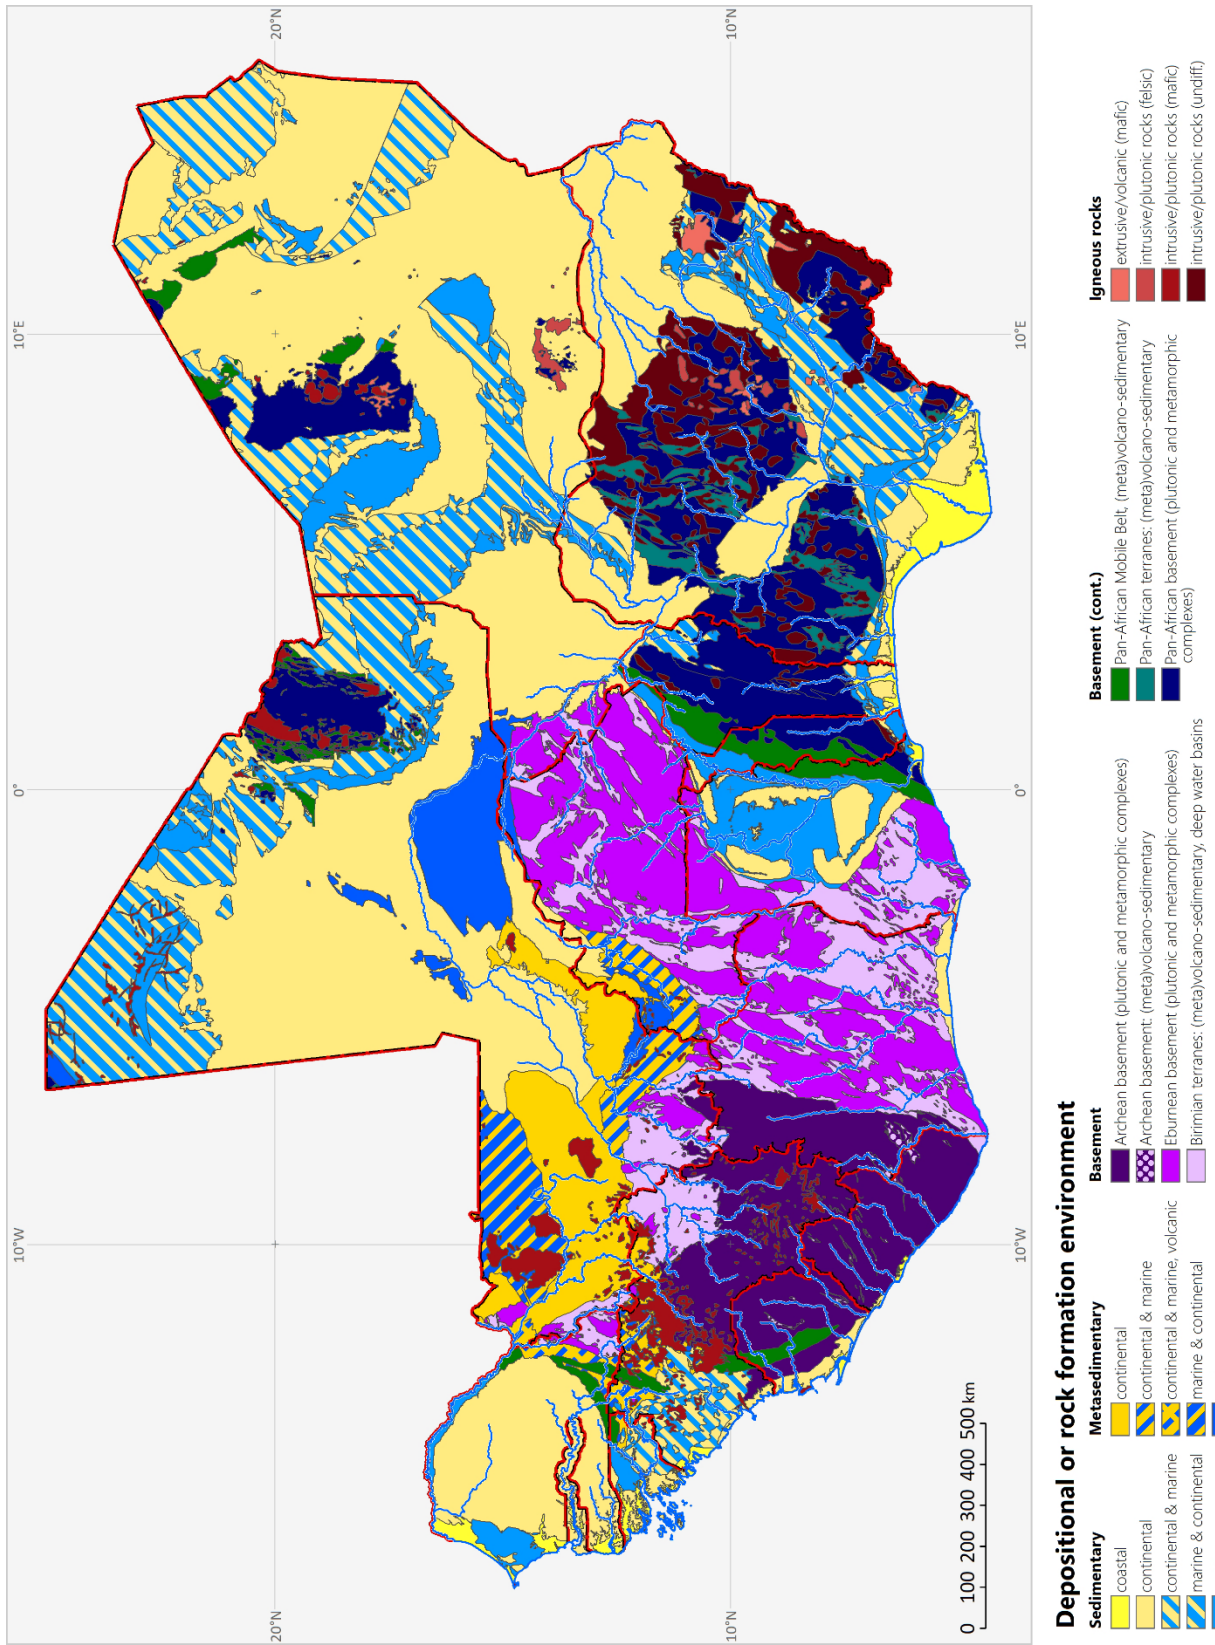 10°W
0°
10°E
20°N
20°N
10°N
10°N
10°W
0°
10°E
0 100 200 300 400 500 km
Depositional or rock formation environment
Sedimentary
coastal
continental
continental & marine
marine & continental
Metasedimentary
continental
continental & marine
continental & marine, volcanic
marine & continental
Basement
Archean basement (plutonic and metamorphic complexes)
Archean basement: (meta)volcano-sedimentary
Eburnean basement (plutonic and metamorphic complexes)
Birimian terranes: (meta)volcano-sedimentary, deep water basins
Basement (cont.)
Pan-African Mobile Belt, (meta)volcano-sedimentary
Pan-African terranes: (meta)volcano-sedimentary
Pan-African basement (plutonic and metamorphic
complexes)
Igneous rocks
extrusive/volcanic (mafic)
intrusive/plutonic rocks (felsic)
intrusive/plutonic rocks (mafic)
intrusive/plutonic rocks (undiff.)